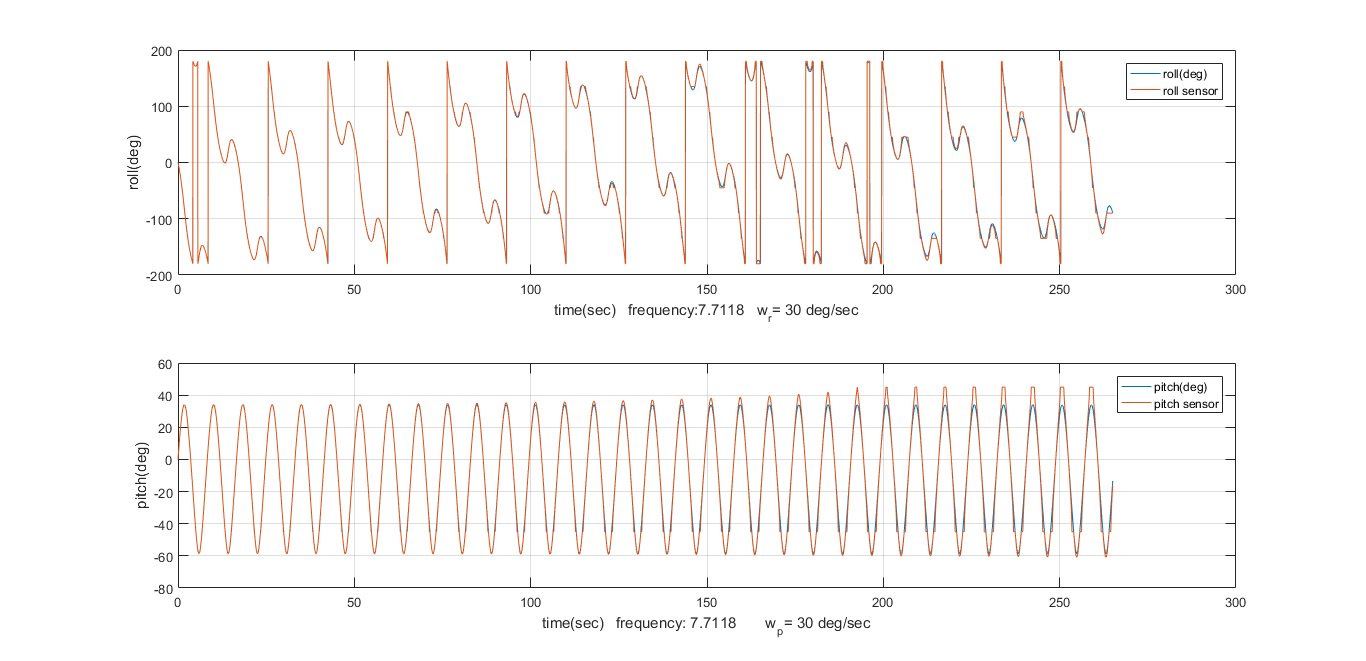 200
100
0
-100
-200
roll(deg)
roll(deg)
roll sensor
0 50 100 150 200 250 300
time(sec) frequency:7.7118 w_r= 30 deg/sec
60
40
20
0
-20
-40
-60
-80
pitch(deg)
pitch(deg)
pitch sensor
0 50 100 150 200 250 300
time(sec) frequency: 7.7118 w_p= 30 deg/sec